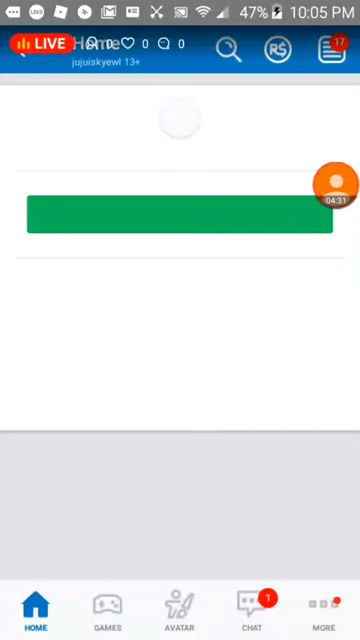 LIVE 47% 10:05 PM
LIVE Home 0 0 0 R$ 17
jujuiskyewl 13+
04:31
HOME GAMES AVATAR CHAT 1 MORE